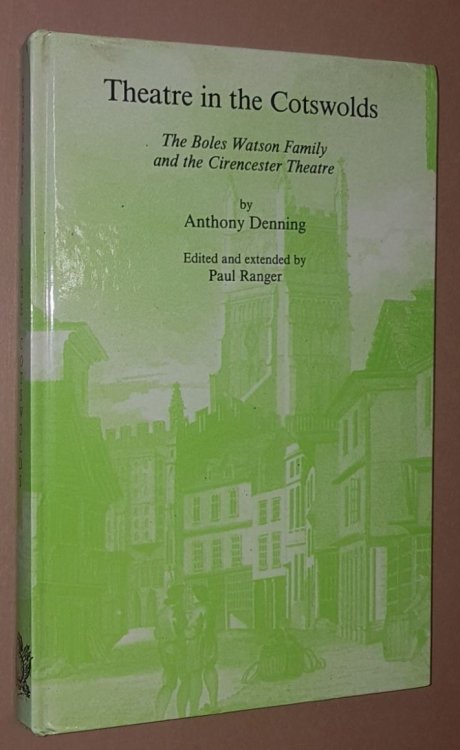 Theatre in the Cotswolds
The Boles Watson Family
and the Cirencester Theatre
by
Anthony Denning
Edited and extended by
Paul Ranger